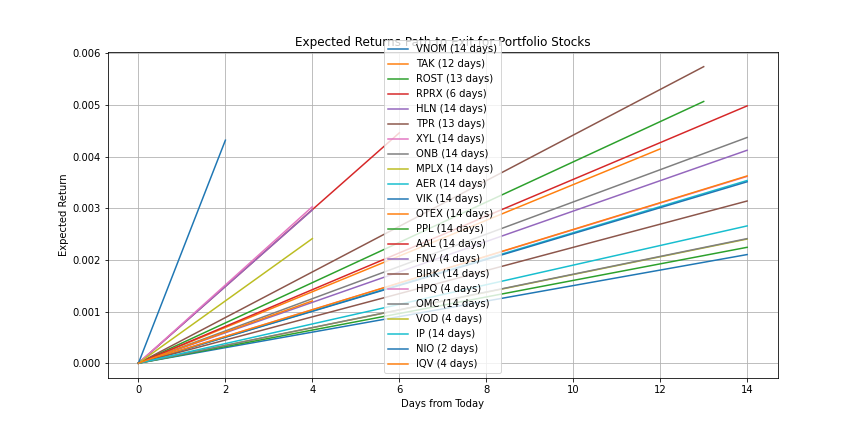 Expected Returns Path to Exit for Portfolio Stocks
VNOM (14 days)
TAK (12 days)
ROST (13 days)
RPRX (6 days)
HLN (14 days)
TPR (13 days)
XYL (14 days)
ONB (14 days)
MPLX (14 days)
AER (14 days)
VIK (14 days)
OTEX (14 days)
PPL (14 days)
AAL (14 days)
FNV (4 days)
BIRK (14 days)
HPQ (4 days)
OMC (14 days)
VOD (4 days)
IP (14 days)
NIO (2 days)
IQV (4 days)
0.006
0.005
0.004
0.003
0.002
0.001
0.000
Expected Return
0 2 4 6 8 10 12 14
Days from Today